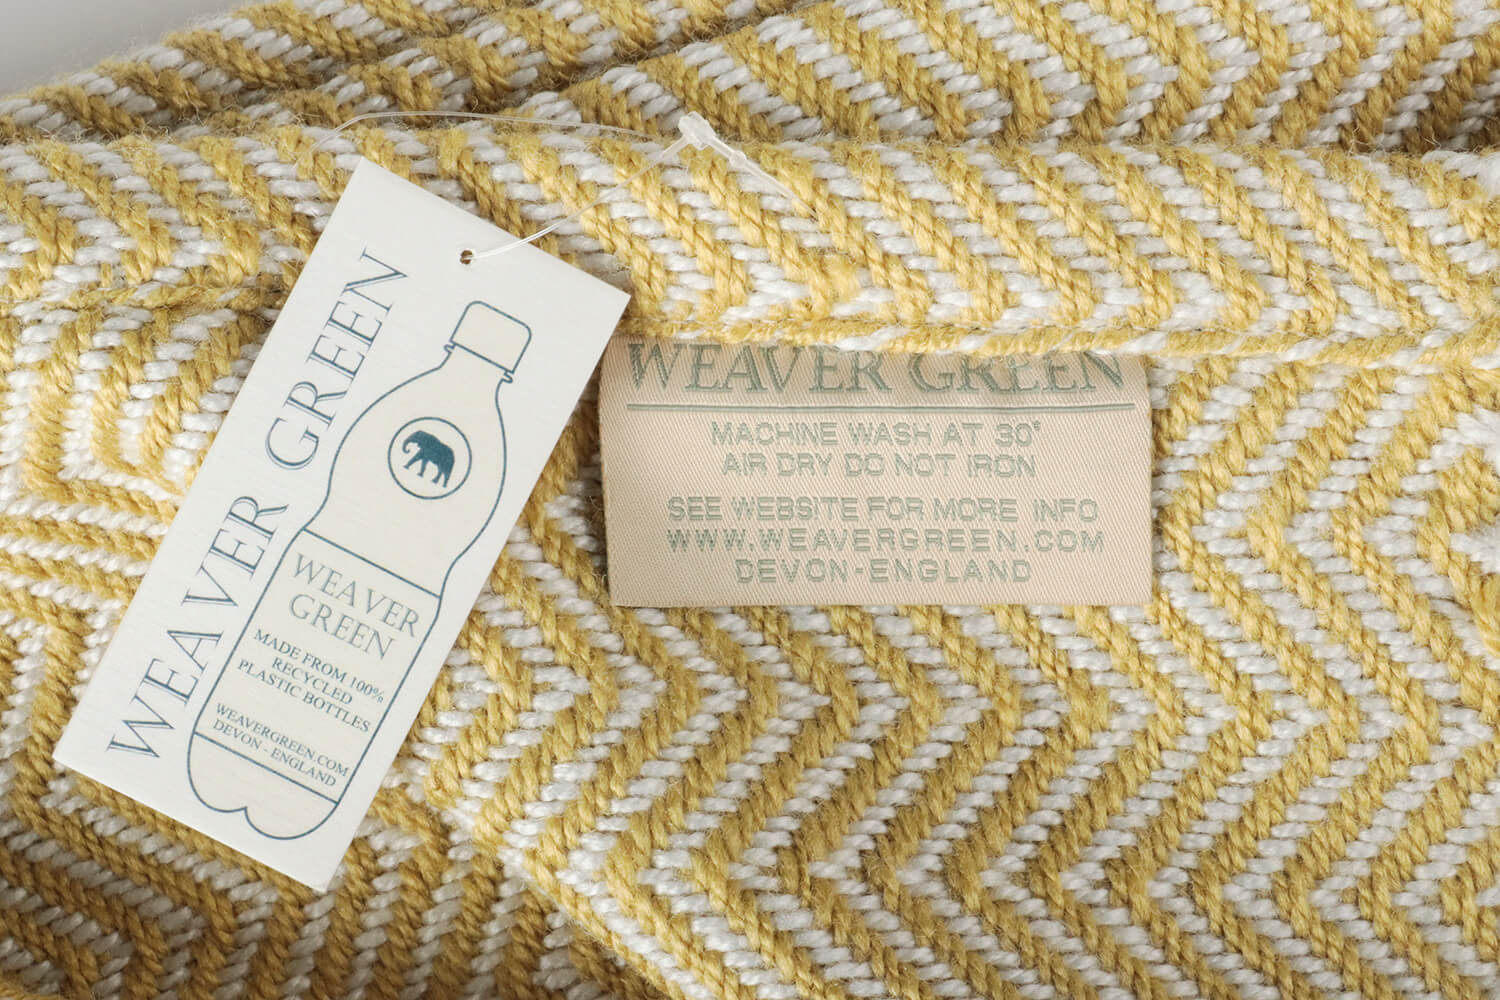 WEAVER GREEN
WEAVER
GREEN
MADE FROM 100%
RECYCLED
PLASTIC BOTTLES
WEAVERGREEN.COM
DEVON - ENGLAND
WEAVER GREEN
MACHINE WASH AT 30°
AIR DRY DO NOT IRON
SEE WEBSITE FOR MORE INFO
WWW.WEAVERGREEN.COM
DEVON-ENGLAND